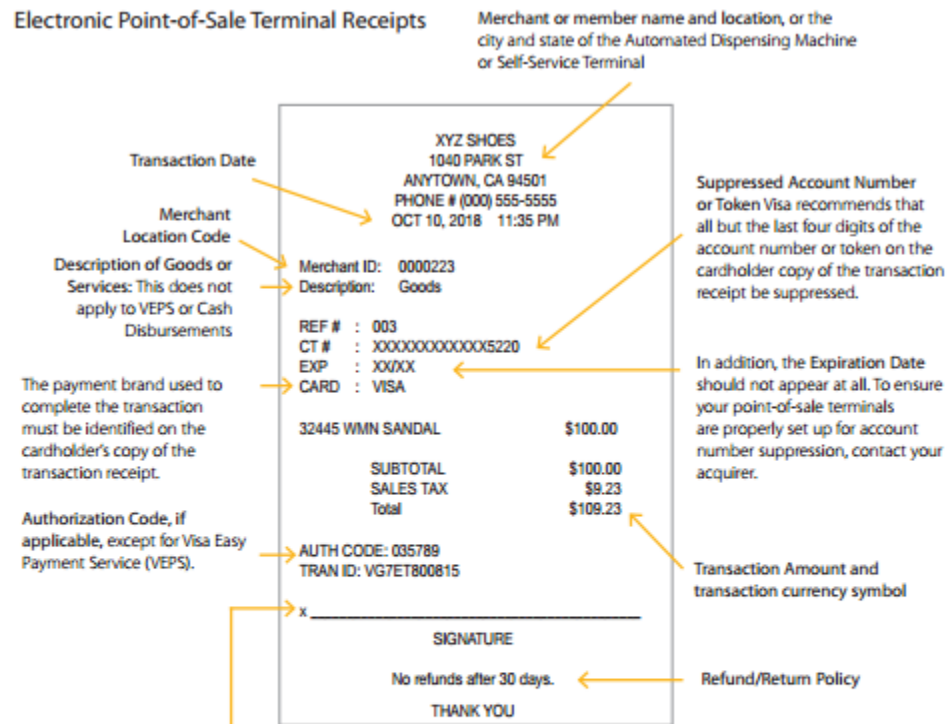 Electronic Point-of-Sale Terminal Receipts
Merchant or member name and location, or the
city and state of the Automated Dispensing Machine
or Self-Service Terminal
Transaction Date
Merchant
Location Code
Description of Goods or
Services: This does not
apply to VEPS or Cash
Disbursements
The payment brand used to
complete the transaction
must be identified on the
cardholder's copy of the
transaction receipt.
Authorization Code, if
applicable, except for Visa Easy
Payment Service (VEPS).
XYZ SHOES
1040 PARK ST
ANYTOWN, CA 94501
PHONE # (000) 555-5555
OCT 10, 2018 11:35 PM
Merchant ID: 0000223
Description: Goods
REF # : 003
CT # : XXXXXXXXXXXX5220
EXP : XX/XX
CARD : VISA
32445 WMN SANDAL $100.00
SUBTOTAL $100.00
SALES TAX $9.23
Total $109.23
AUTH CODE: 035789
TRAN ID: VG7ET800815
x
SIGNATURE
No refunds after 30 days.
THANK YOU
Suppressed Account Number
or Token Visa recommends that
all but the last four digits of the
account number or token on the
cardholder copy of the transaction
receipt be suppressed.
In addition, the Expiration Date
should not appear at all. To ensure
your point-of-sale terminals
are properly set up for account
number suppression, contact your
acquirer.
Transaction Amount and
transaction currency symbol
Refund/Return Policy